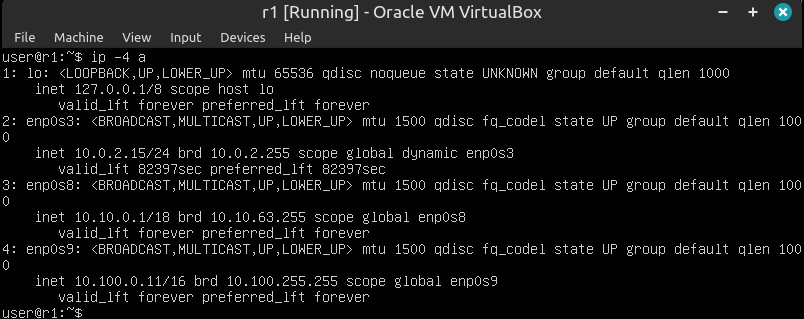 r1 [Running] - Oracle VM VirtualBox
File Machine View Input Devices Help
user@r1:~$ ip -4 a
1: lo: <LOOPBACK,UP,LOWER_UP> mtu 65536 qdisc noqueue state UNKNOWN group default qlen 1000
    inet 127.0.0.1/8 scope host lo
       valid_lft forever preferred_lft forever
2: enp0s3: <BROADCAST,MULTICAST,UP,LOWER_UP> mtu 1500 qdisc fq_codel state UP group default qlen 100
0
    inet 10.0.2.15/24 brd 10.0.2.255 scope global dynamic enp0s3
       valid_lft 82397sec preferred_lft 82397sec
3: enp0s8: <BROADCAST,MULTICAST,UP,LOWER_UP> mtu 1500 qdisc fq_codel state UP group default qlen 100
0
    inet 10.10.0.1/18 brd 10.10.63.255 scope global enp0s8
       valid_lft forever preferred_lft forever
4: enp0s9: <BROADCAST,MULTICAST,UP,LOWER_UP> mtu 1500 qdisc fq_codel state UP group default qlen 100
0
    inet 10.100.0.11/16 brd 10.100.255.255 scope global enp0s9
       valid_lft forever preferred_lft forever
user@r1:~$